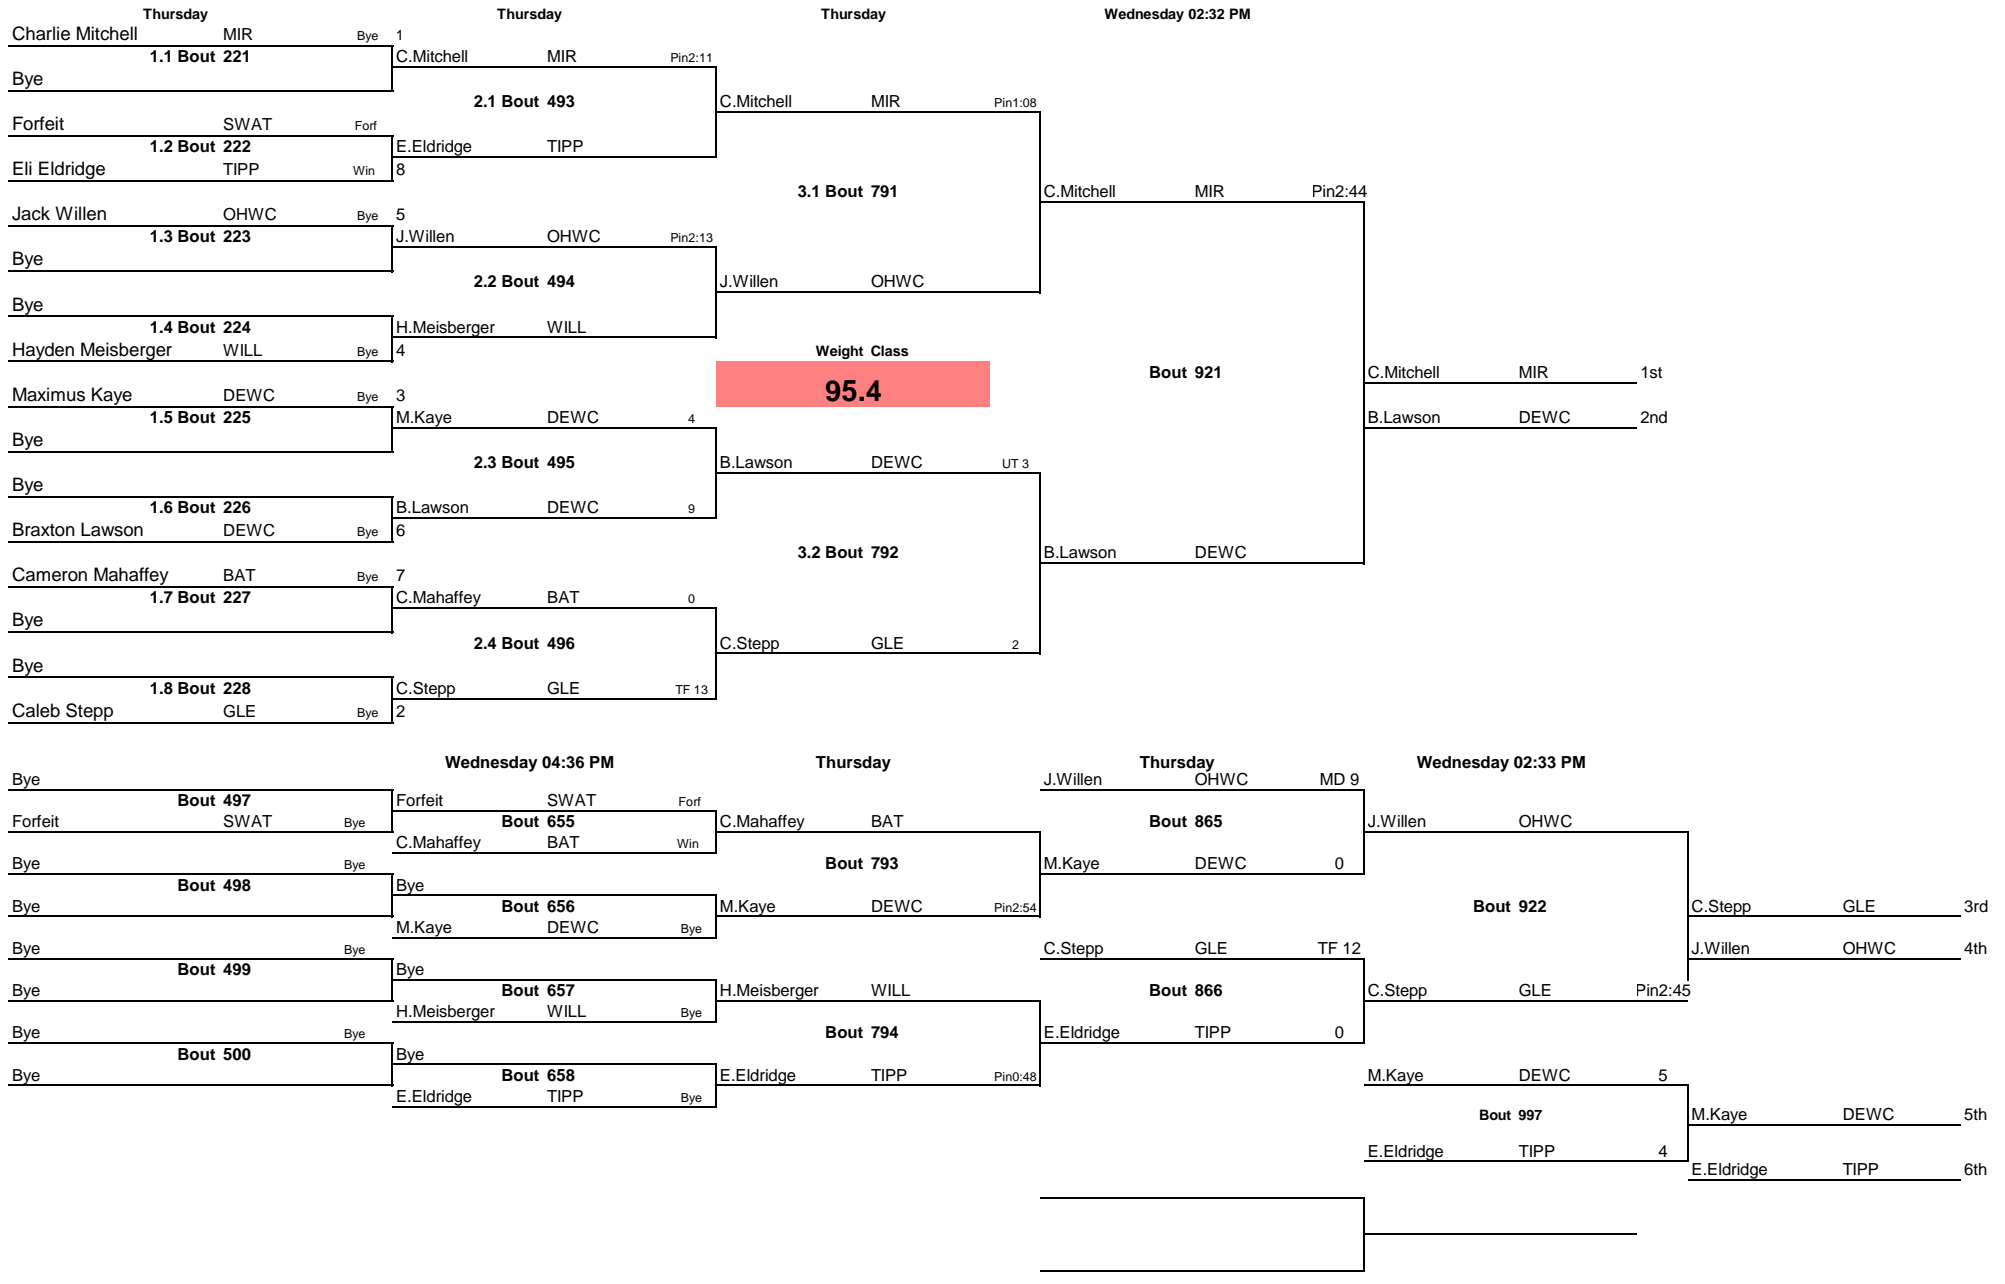 Thursday Thursday Thursday Wednesday 02:32 PM
Charlie Mitchell MIR Bye 1
1.1 Bout 221 C.Mitchell MIR Pin2:11
Bye
2.1 Bout 493 C.Mitchell MIR Pin1:08
Forfeit SWAT Forf
1.2 Bout 222 E.Eldridge TIPP
Eli Eldridge TIPP Win 8
3.1 Bout 791 C.Mitchell MIR Pin2:44
Jack Willen OHWC Bye 5
1.3 Bout 223 J.Willen OHWC Pin2:13
Bye
2.2 Bout 494 J.Willen OHWC
Bye
1.4 Bout 224 H.Meisberger WILL
Hayden Meisberger WILL Bye 4 Weight Class
Bout 921 C.Mitchell MIR 1st
Maximus Kaye DEWC Bye 3 95.4
1.5 Bout 225 M.Kaye DEWC 4 B.Lawson DEWC 2nd
Bye
2.3 Bout 495 B.Lawson DEWC UT 3
Bye
1.6 Bout 226 B.Lawson DEWC 9
Braxton Lawson DEWC Bye 6
3.2 Bout 792 B.Lawson DEWC
Cameron Mahaffey BAT Bye 7
1.7 Bout 227 C.Mahaffey BAT 0
Bye
2.4 Bout 496 C.Stepp GLE 2
Bye
1.8 Bout 228 C.Stepp GLE TF 13
Caleb Stepp GLE Bye 2
Wednesday 04:36 PM Thursday Thursday Wednesday 02:33 PM
Bye J.Willen OHWC MD 9
Bout 497 Forfeit SWAT Forf
Forfeit SWAT Bye Bout 655 C.Mahaffey BAT Bout 865 J.Willen OHWC
C.Mahaffey BAT Win
Bye Bye Bout 793 M.Kaye DEWC 0
Bout 498 Bye
Bye Bout 656 M.Kaye DEWC Pin2:54 Bout 922 C.Stepp GLE 3rd
M.Kaye DEWC Bye
Bye Bye C.Stepp GLE TF 12 J.Willen OHWC 4th
Bout 499 Bye
Bye Bout 657 H.Meisberger WILL Bout 866 C.Stepp GLE Pin2:45
H.Meisberger WILL Bye
Bye Bye Bout 794 E.Eldridge TIPP 0
Bout 500 Bye
Bye Bout 658 E.Eldridge TIPP Pin0:48 M.Kaye DEWC 5
E.Eldridge TIPP Bye
Bout 997 M.Kaye DEWC 5th
E.Eldridge TIPP 4
E.Eldridge TIPP 6th